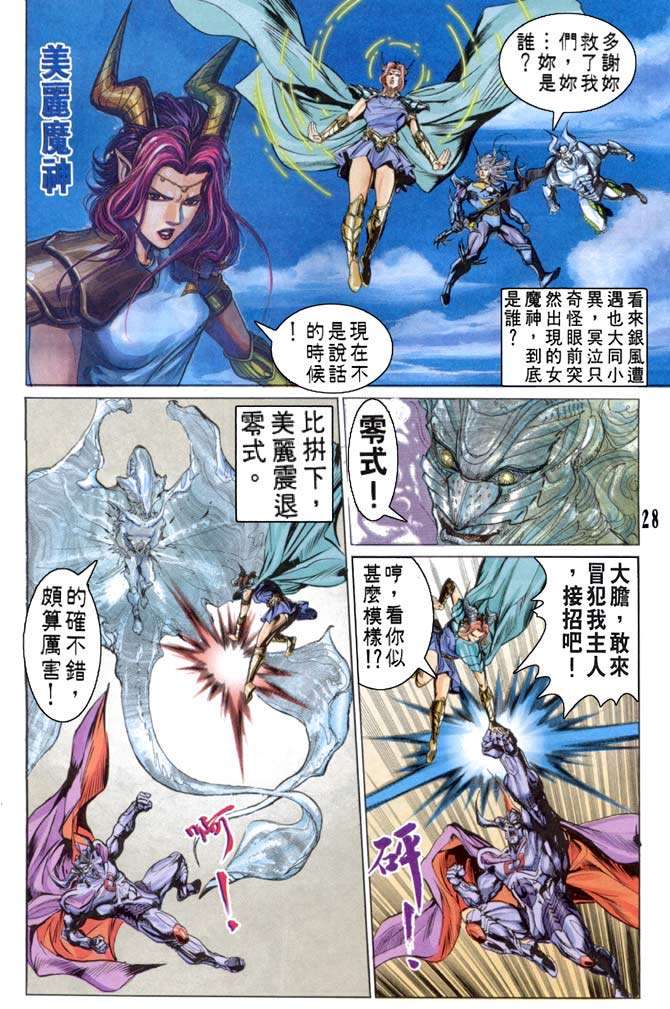 多謝妳
救了我
們，妳
…妳是
誰？
美麗魔神
看來銀風遭
遇也大同小
異，冥泣只
奇怪眼前突
然出現的女
魔神，到底
是誰？
現在不
是說話
的時候
！
零式！
28
比拚下，
美麗震退
零式。
大膽，敢來
冒犯我主人
，接招吧！
哼，看你似
甚麼模樣!?
的確不錯，
頗算厲害！
砰！